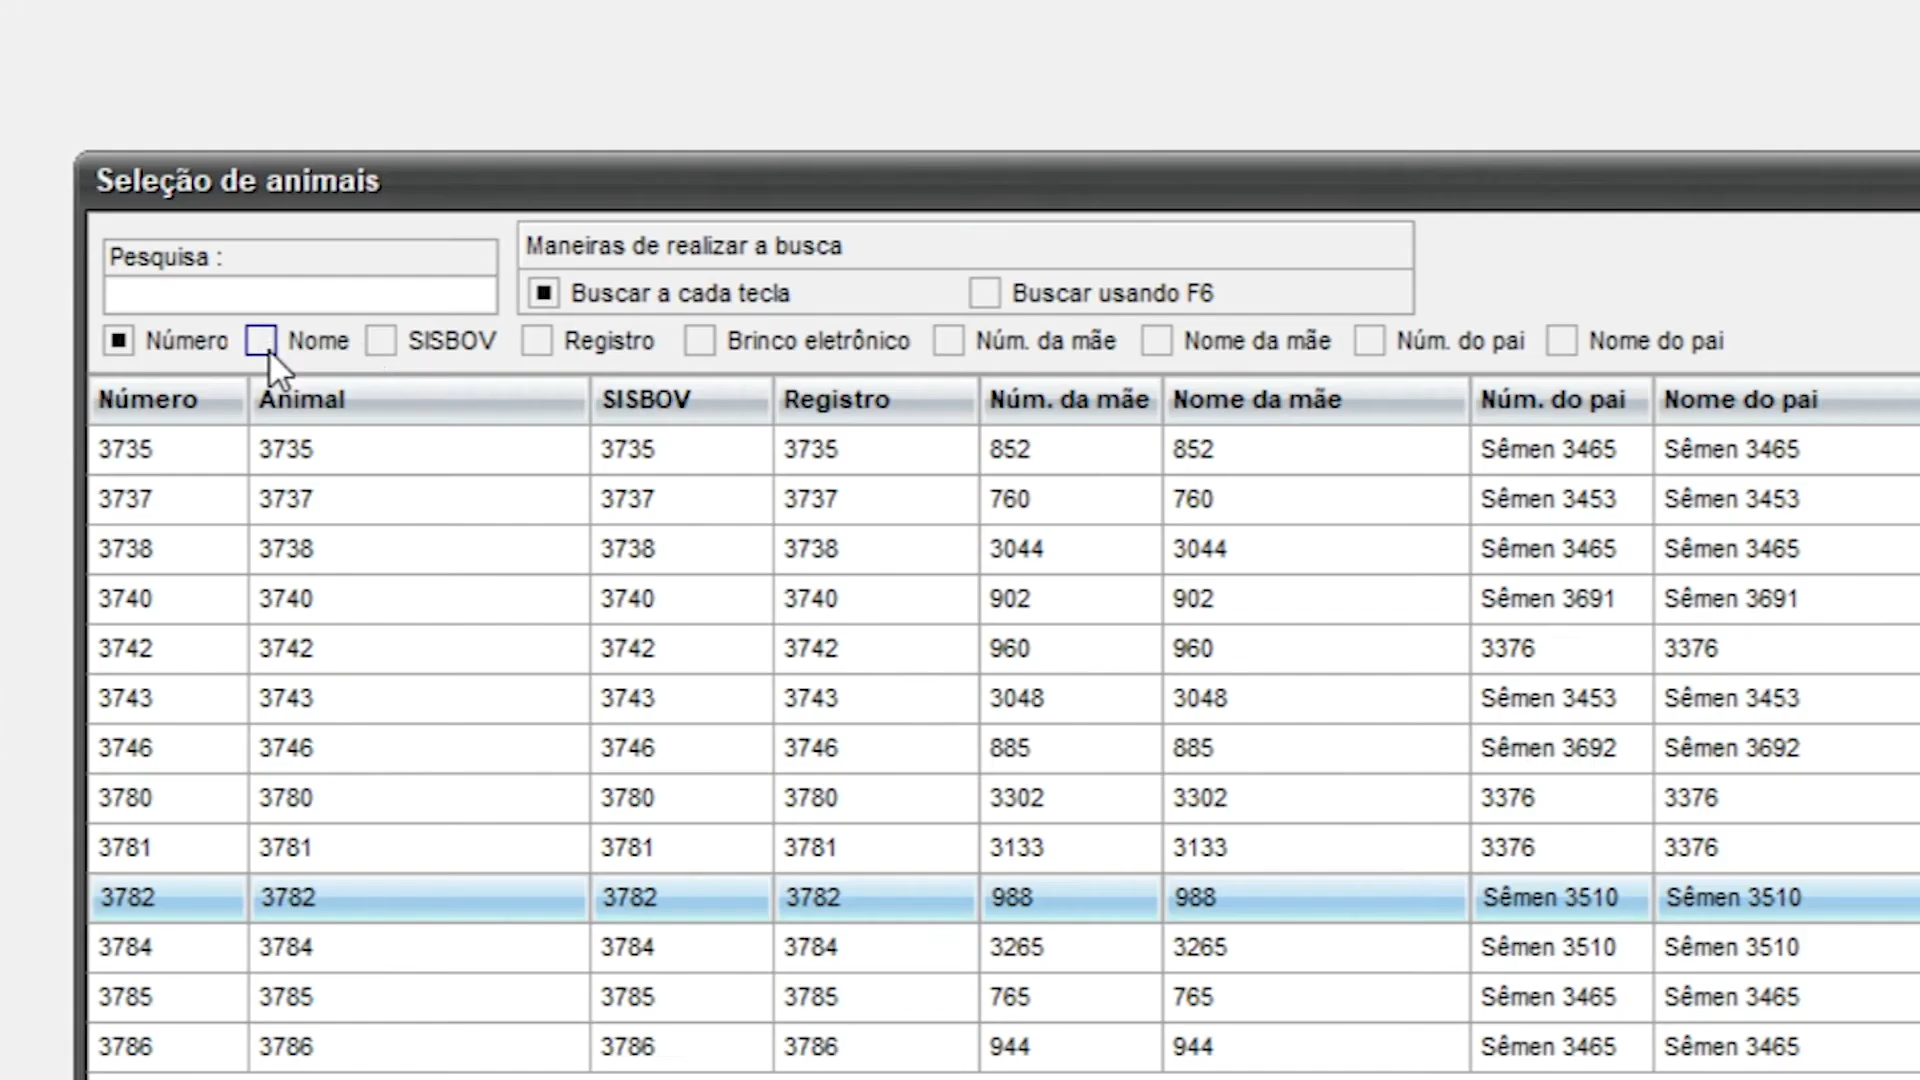 Seleção de animais
Pesquisa :
Maneiras de realizar a busca
Buscar a cada tecla Buscar usando F6
Número Nome SISBOV Registro Brinco eletrônico Núm. da mãe Nome da mãe Núm. do pai Nome do pai
Número Animal SISBOV Registro Núm. da mãe Nome da mãe Núm. do pai Nome do pai
3735 3735 3735 3735 852 852 Sêmen 3465 Sêmen 3465
3737 3737 3737 3737 760 760 Sêmen 3453 Sêmen 3453
3738 3738 3738 3738 3044 3044 Sêmen 3465 Sêmen 3465
3740 3740 3740 3740 902 902 Sêmen 3691 Sêmen 3691
3742 3742 3742 3742 960 960 3376 3376
3743 3743 3743 3743 3048 3048 Sêmen 3453 Sêmen 3453
3746 3746 3746 3746 885 885 Sêmen 3692 Sêmen 3692
3780 3780 3780 3780 3302 3302 3376 3376
3781 3781 3781 3781 3133 3133 3376 3376
3782 3782 3782 3782 988 988 Sêmen 3510 Sêmen 3510
3784 3784 3784 3784 3265 3265 Sêmen 3510 Sêmen 3510
3785 3785 3785 3785 765 765 Sêmen 3465 Sêmen 3465
3786 3786 3786 3786 944 944 Sêmen 3465 Sêmen 3465